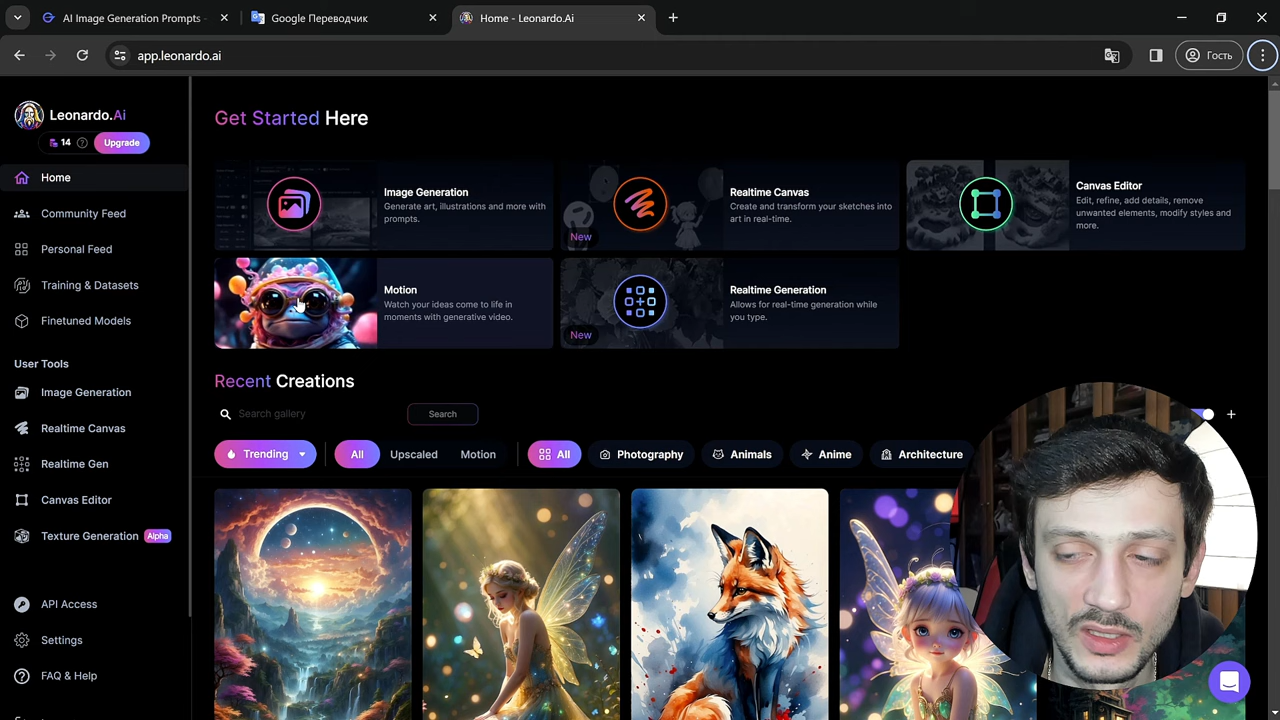 AI Image Generation Prompts -
Google Переводчик
Home - Leonardo.Ai
app.leonardo.ai
Гость
Leonardo.Ai
14
Upgrade
Home
Community Feed
Personal Feed
Training & Datasets
Finetuned Models
User Tools
Image Generation
Realtime Canvas
Realtime Gen
Canvas Editor
Texture Generation
Alpha
API Access
Settings
FAQ & Help
Get Started Here
Image Generation
Generate art, illustrations and more with
prompts.
Realtime Canvas
Create and transform your sketches into
art in real-time.
New
Canvas Editor
Edit, refine, add details, remove
unwanted elements, modify styles and
more.
Motion
Watch your ideas come to life in
moments with generative video.
Realtime Generation
Allows for real-time generation while
you type.
New
Recent Creations
Search gallery
Search
Trending
All
Upscaled
Motion
All
Photography
Animals
Anime
Architecture